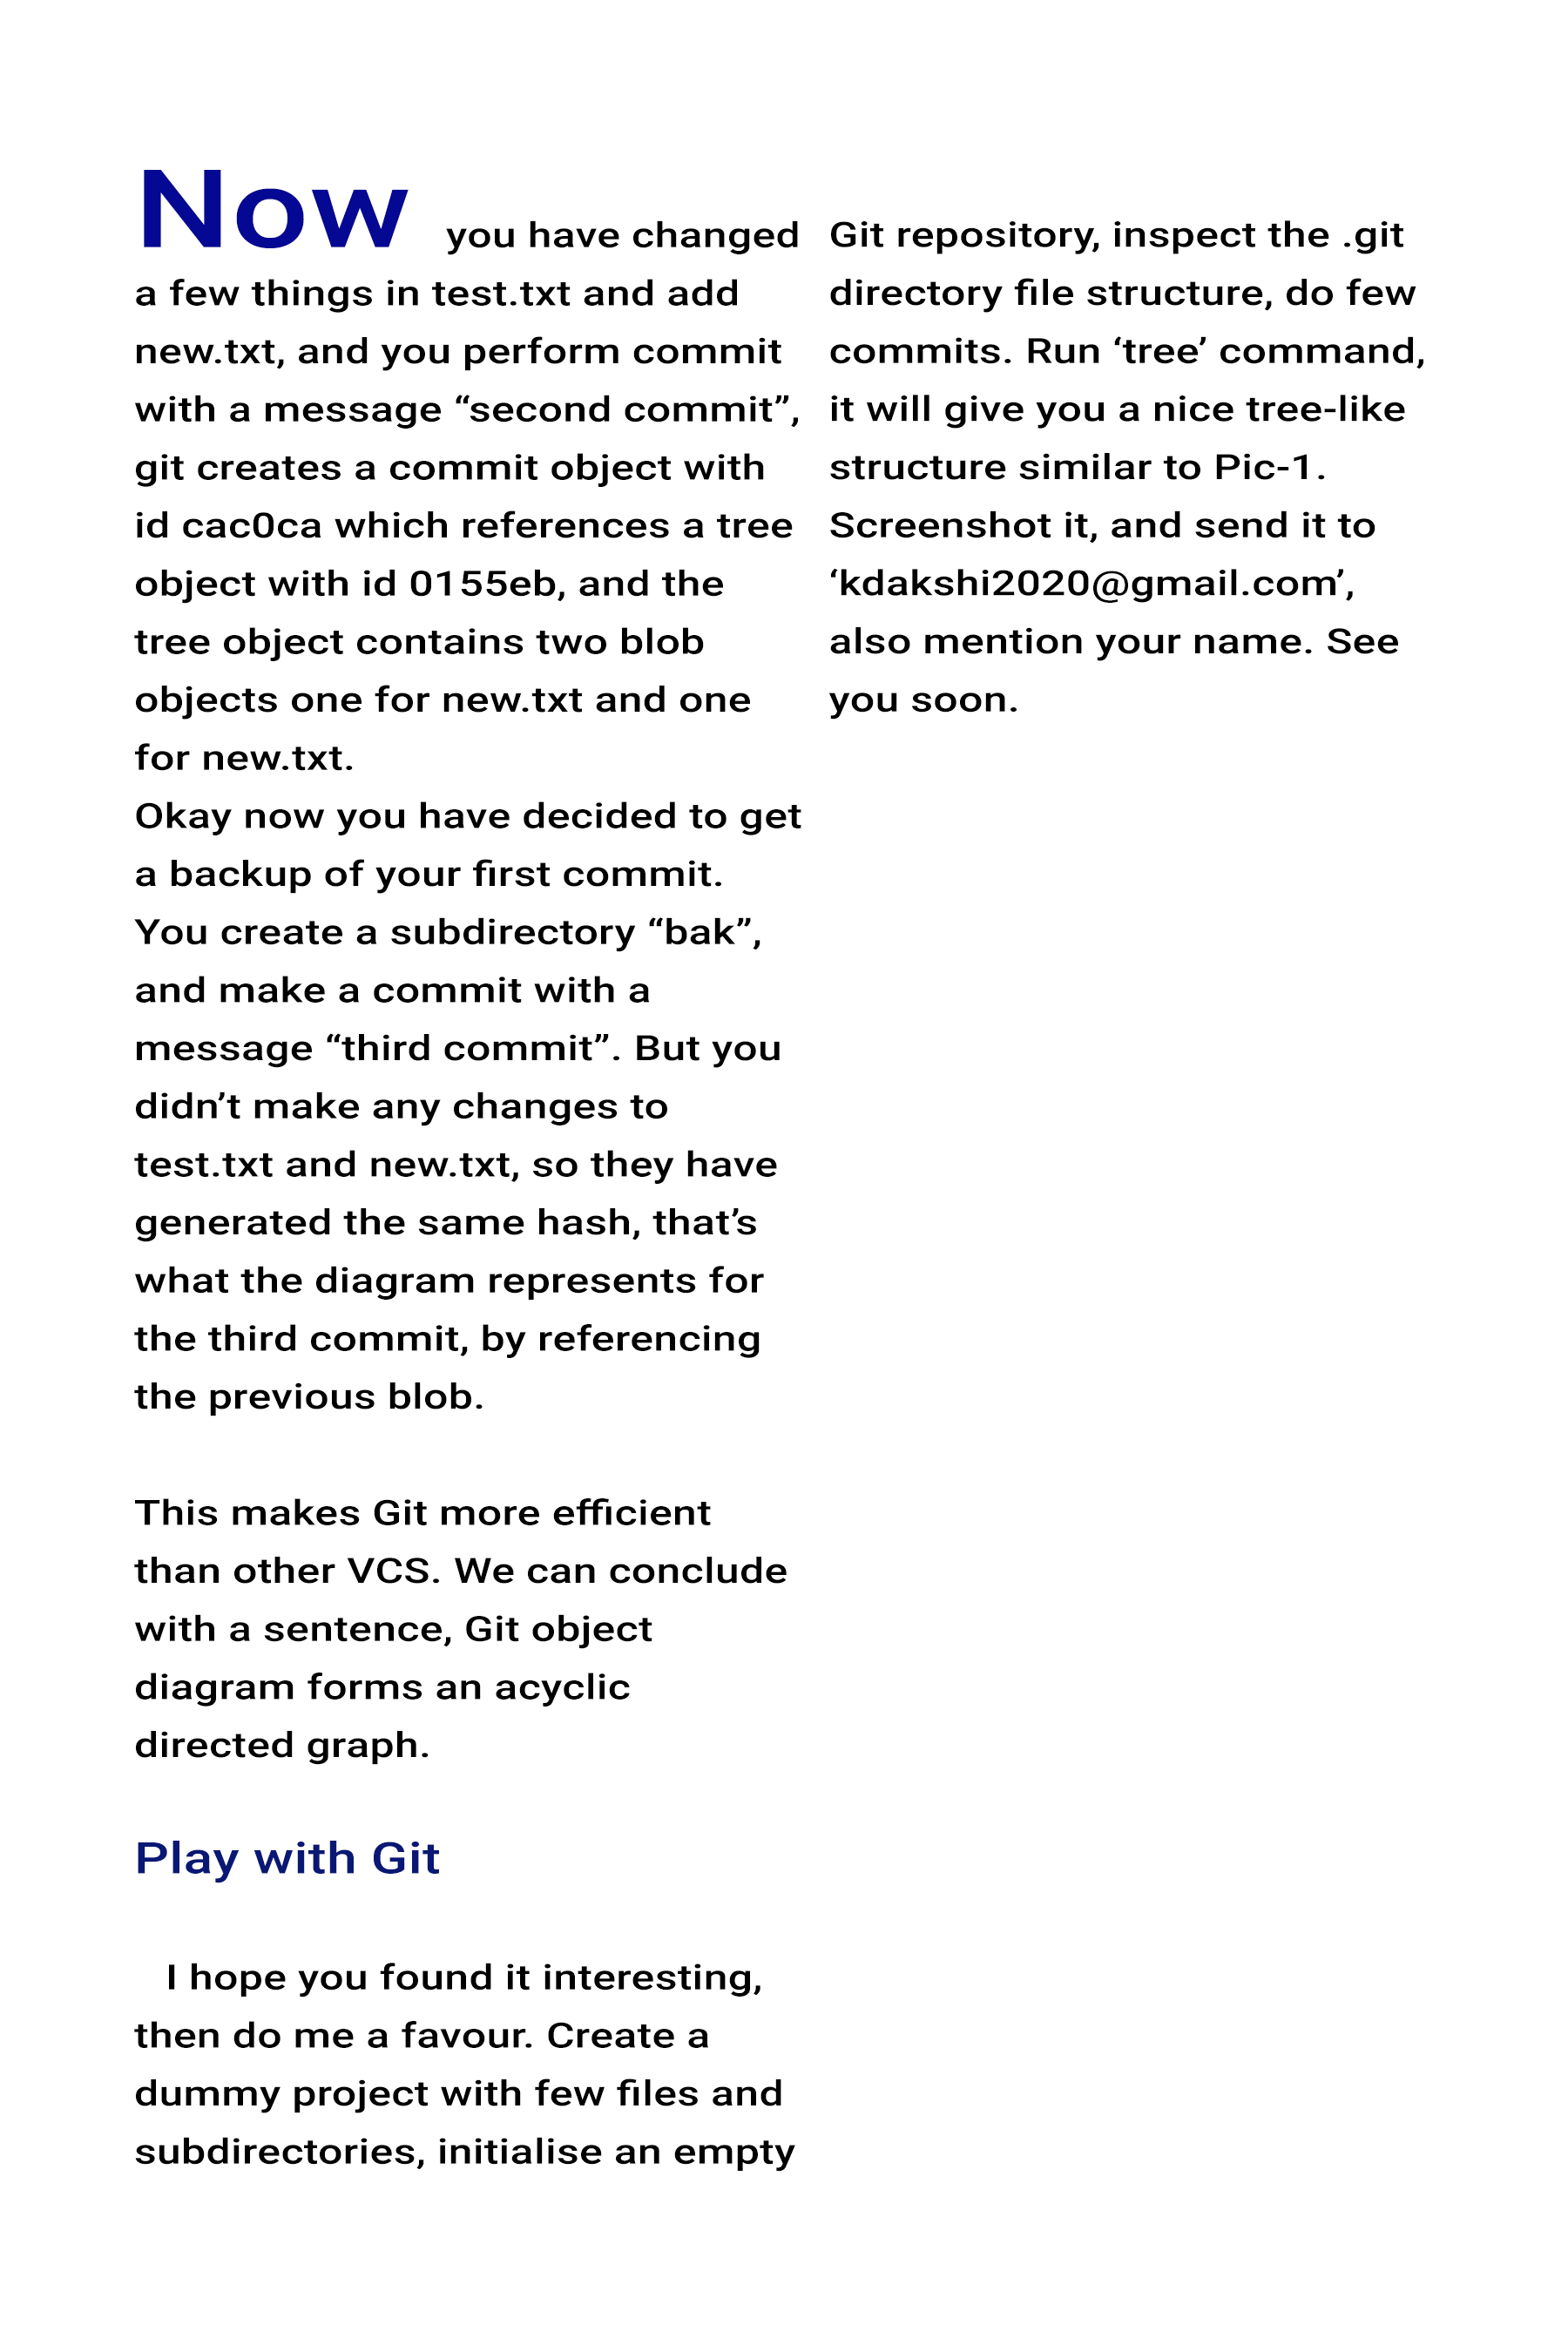 Now you have changed
a few things in test.txt and add
new.txt, and you perform commit
with a message “second commit”,
git creates a commit object with
id cac0ca which references a tree
object with id 0155eb, and the
tree object contains two blob
objects one for new.txt and one
for new.txt.
Okay now you have decided to get
a backup of your first commit.
You create a subdirectory “bak”,
and make a commit with a
message “third commit”. But you
didn’t make any changes to
test.txt and new.txt, so they have
generated the same hash, that’s
what the diagram represents for
the third commit, by referencing
the previous blob.
This makes Git more efficient
than other VCS. We can conclude
with a sentence, Git object
diagram forms an acyclic
directed graph.
Play with Git
I hope you found it interesting,
then do me a favour. Create a
dummy project with few files and
subdirectories, initialise an empty
Git repository, inspect the .git
directory file structure, do few
commits. Run ‘tree’ command,
it will give you a nice tree-like
structure similar to Pic-1.
Screenshot it, and send it to
‘kdakshi2020@gmail.com’,
also mention your name. See
you soon.